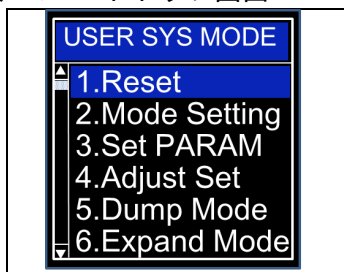 USER SYS MODE
1.Reset
2.Mode Setting
3.Set PARAM
4.Adjust Set
5.Dump Mode
6.Expand Mode